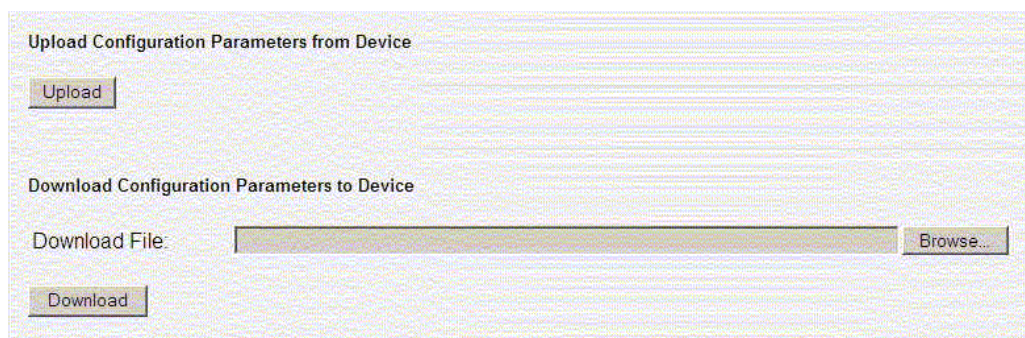 Upload Configuration Parameters from Device
Upload
Download Configuration Parameters to Device
Download File: Browse...
Download